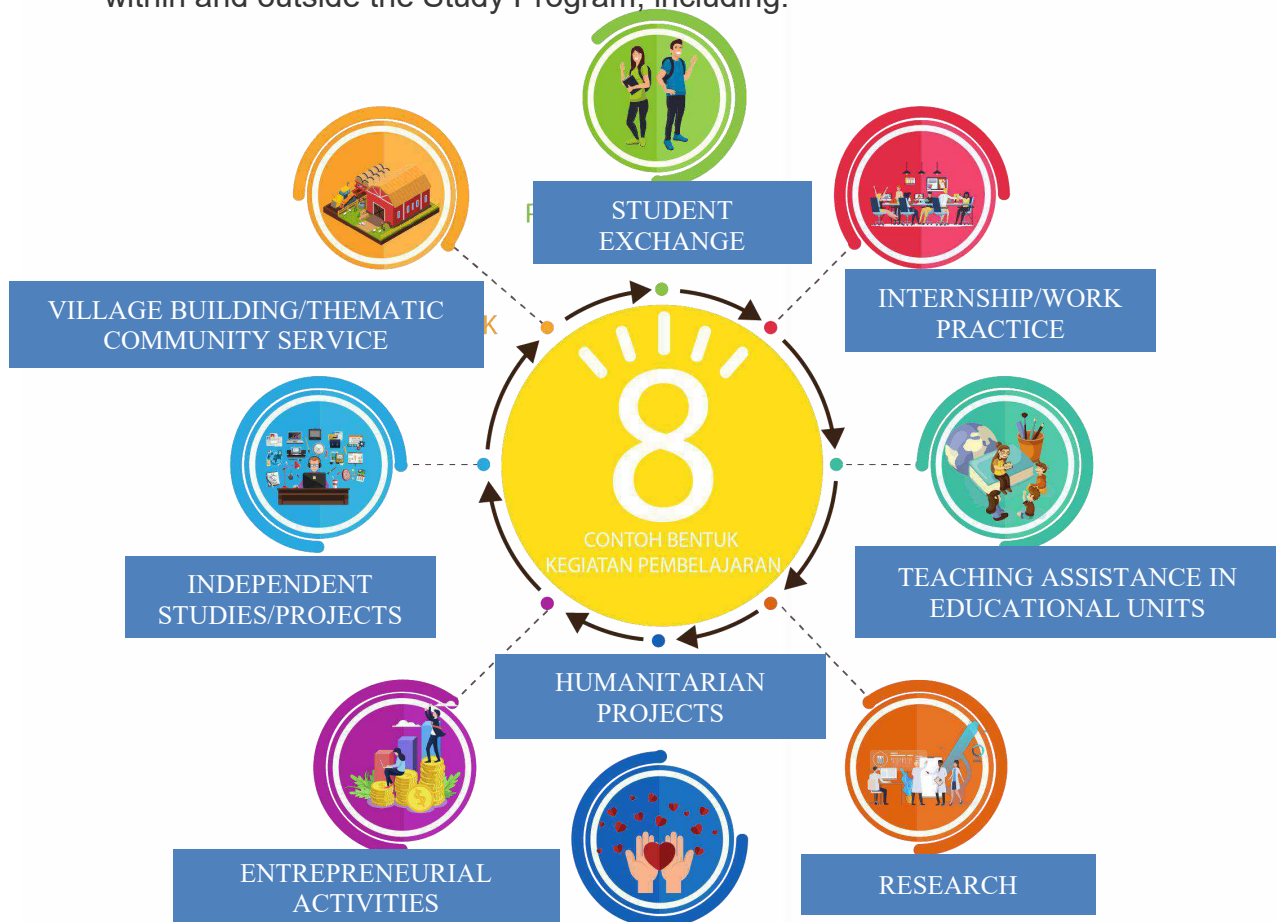 within and outside the Study Program, including:
STUDENT
EXCHANGE
INTERNSHIP/WORK
PRACTICE
VILLAGE BUILDING/THEMATIC
COMMUNITY SERVICE
K
8
CONTOH BENTUK
KEGIATAN PEMBELAJARAN
TEACHING ASSISTANCE IN
EDUCATIONAL UNITS
INDEPENDENT
STUDIES/PROJECTS
HUMANITARIAN
PROJECTS
RESEARCH
ENTREPRENEURIAL
ACTIVITIES